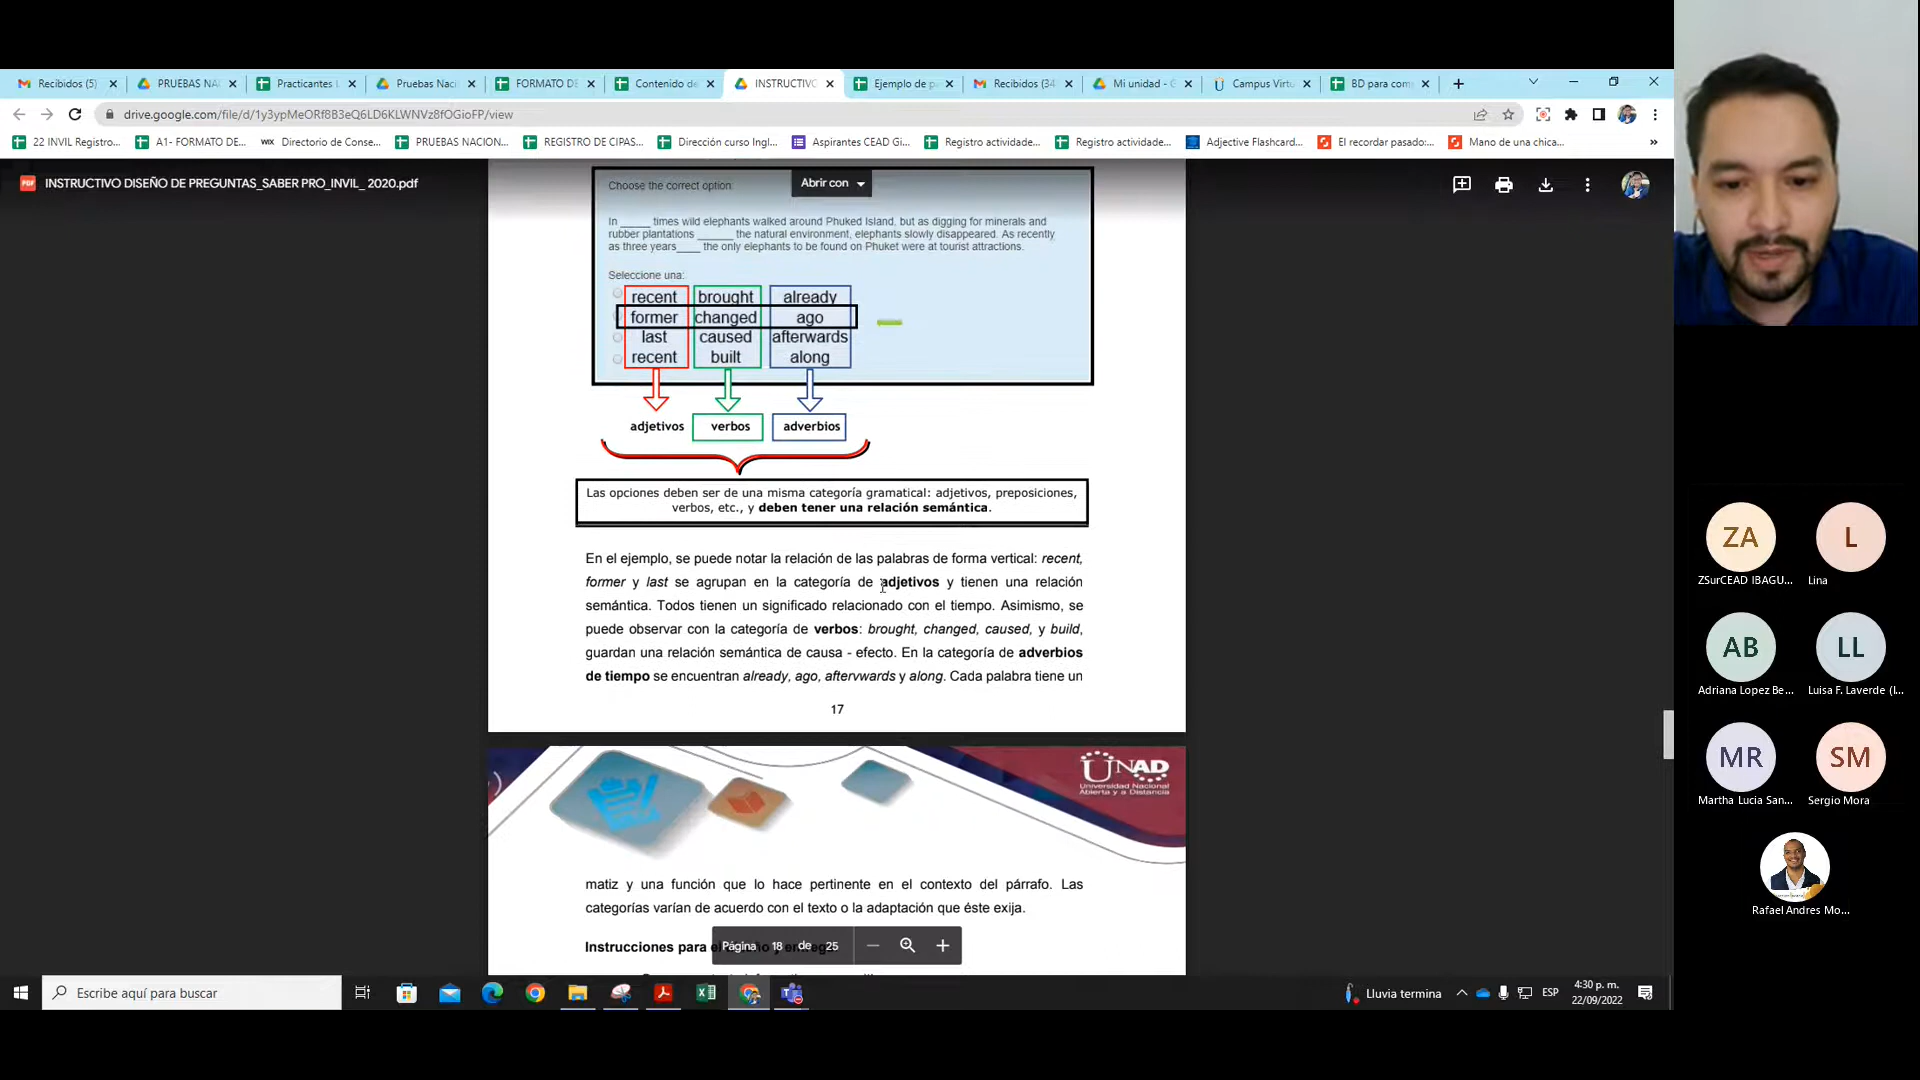 Recibidos (5)
PRUEBAS NA
Practicantes I
Pruebas Naci
FORMATO DE
Contenido de
INSTRUCTIVO
Ejemplo de pa
Recibidos (34
Mi unidad - G
Campus Virtu
BD para com
drive.google.com/file/d/1y3ypMeORf8B3eQ6LD6KLWNVz8fOGioFP/view
22 INVIL Registro...
A1- FORMATO DE...
WIX Directorio de Conse...
PRUEBAS NACION...
REGISTRO DE CIPAS...
Dirección curso Ingl...
Aspirantes CEAD Gi...
Registro actividade...
Registro actividade...
Adjective Flashcard...
El recordar pasado:...
Mano de una chica...
»
PDF
INSTRUCTIVO DISEÑO DE PREGUNTAS_SABER PRO_INVIL_ 2020.pdf
Abrir con
Choose the correct option:
In _____ times wild elephants walked around Phuked Island, but as digging for minerals and
rubber plantations ______ the natural environment, elephants slowly disappeared. As recently
as three years____ the only elephants to be found on Phuket were at tourist attractions.
Seleccione una:
recent brought already
former changed ago
last caused afterwards
recent built along
adjetivos verbos adverbios
Las opciones deben ser de una misma categoría gramatical: adjetivos, preposiciones,
verbos, etc., y deben tener una relación semántica.
En el ejemplo, se puede notar la relación de las palabras de forma vertical: recent,
former y last se agrupan en la categoría de adjetivos y tienen una relación
semántica. Todos tienen un significado relacionado con el tiempo. Asimismo, se
puede observar con la categoría de verbos: brought, changed, caused, y build,
guardan una relación semántica de causa - efecto. En la categoría de adverbios
de tiempo se encuentran already, ago, aftervwards y along. Cada palabra tiene un
17
UNAD
Universidad Nacional
Abierta y a Distancia
matiz y una función que lo hace pertinente en el contexto del párrafo. Las
categorías varían de acuerdo con el texto o la adaptación que éste exija.
Instrucciones para
Página 18 de 25
ZA
ZSurCEAD IBAGU...
L
Lina
AB
Adriana Lopez Be...
LL
Luisa F. Laverde (I...
MR
Martha Lucia San...
SM
Sergio Mora
Rafael Andres Mo...
Escribe aquí para buscar
Lluvia termina
ESP
4:30 p. m.
22/09/2022